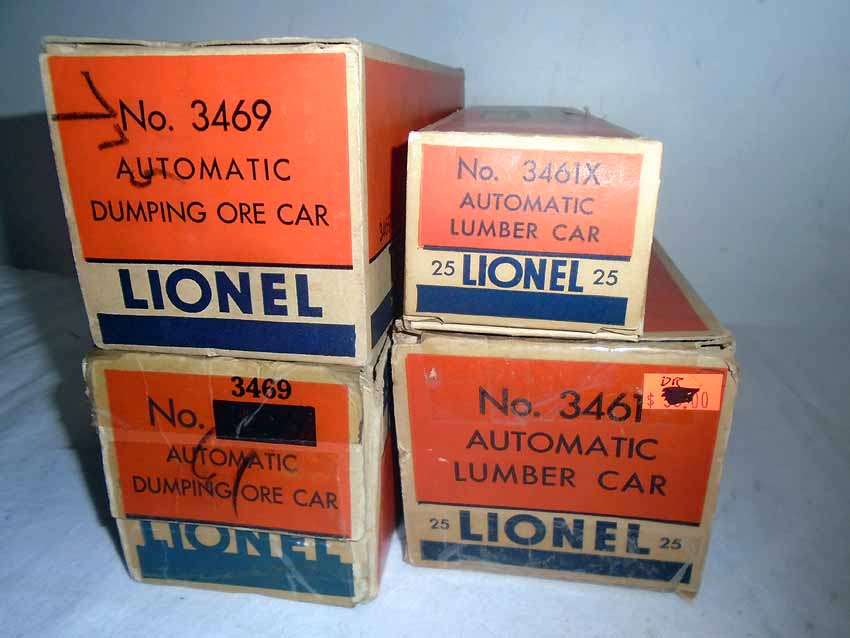 No. 3469
AUTOMATIC
DUMPING ORE CAR
LIONEL
No. 3461X
AUTOMATIC
LUMBER CAR
25 LIONEL 25
3469
No.
AUTOMATIC
DUMPING ORE CAR
LIONEL
No. 3461
AUTOMATIC
LUMBER CAR
25 LIONEL 25